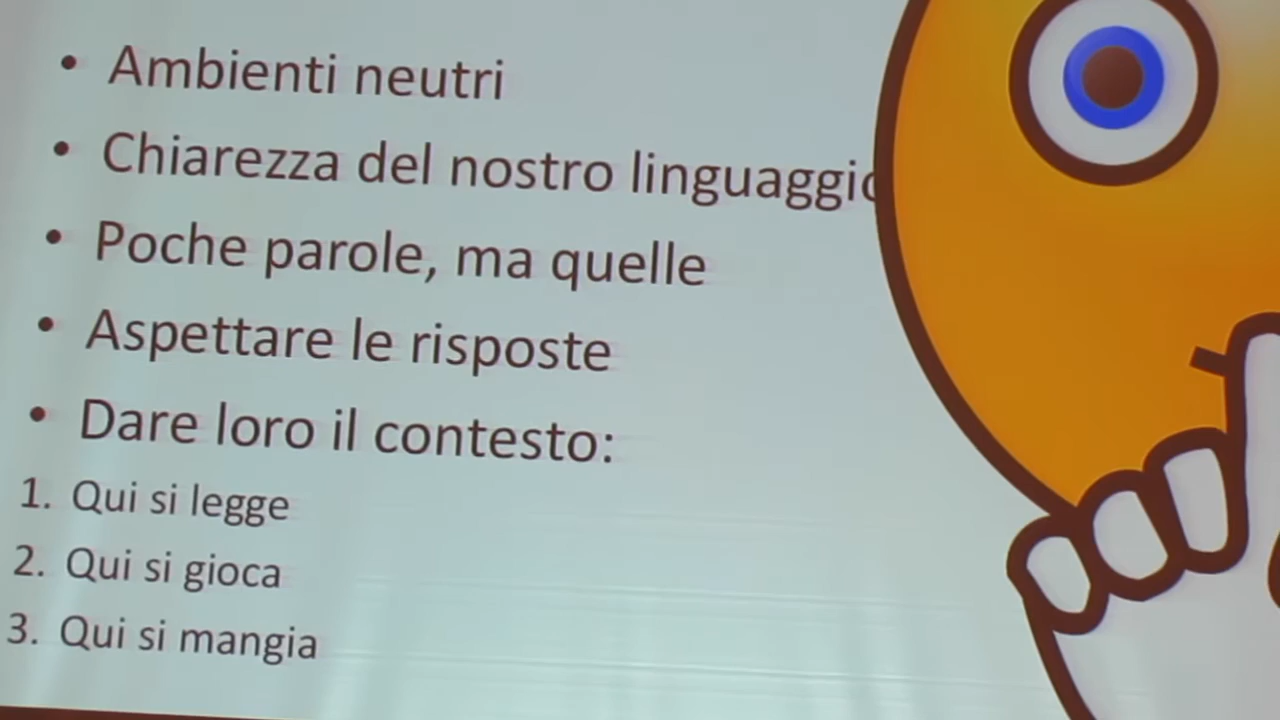 • Ambienti neutri
• Chiarezza del nostro linguaggio
• Poche parole, ma quelle
• Aspettare le risposte
• Dare loro il contesto:
1. Qui si legge
2. Qui si gioca
3. Qui si mangia